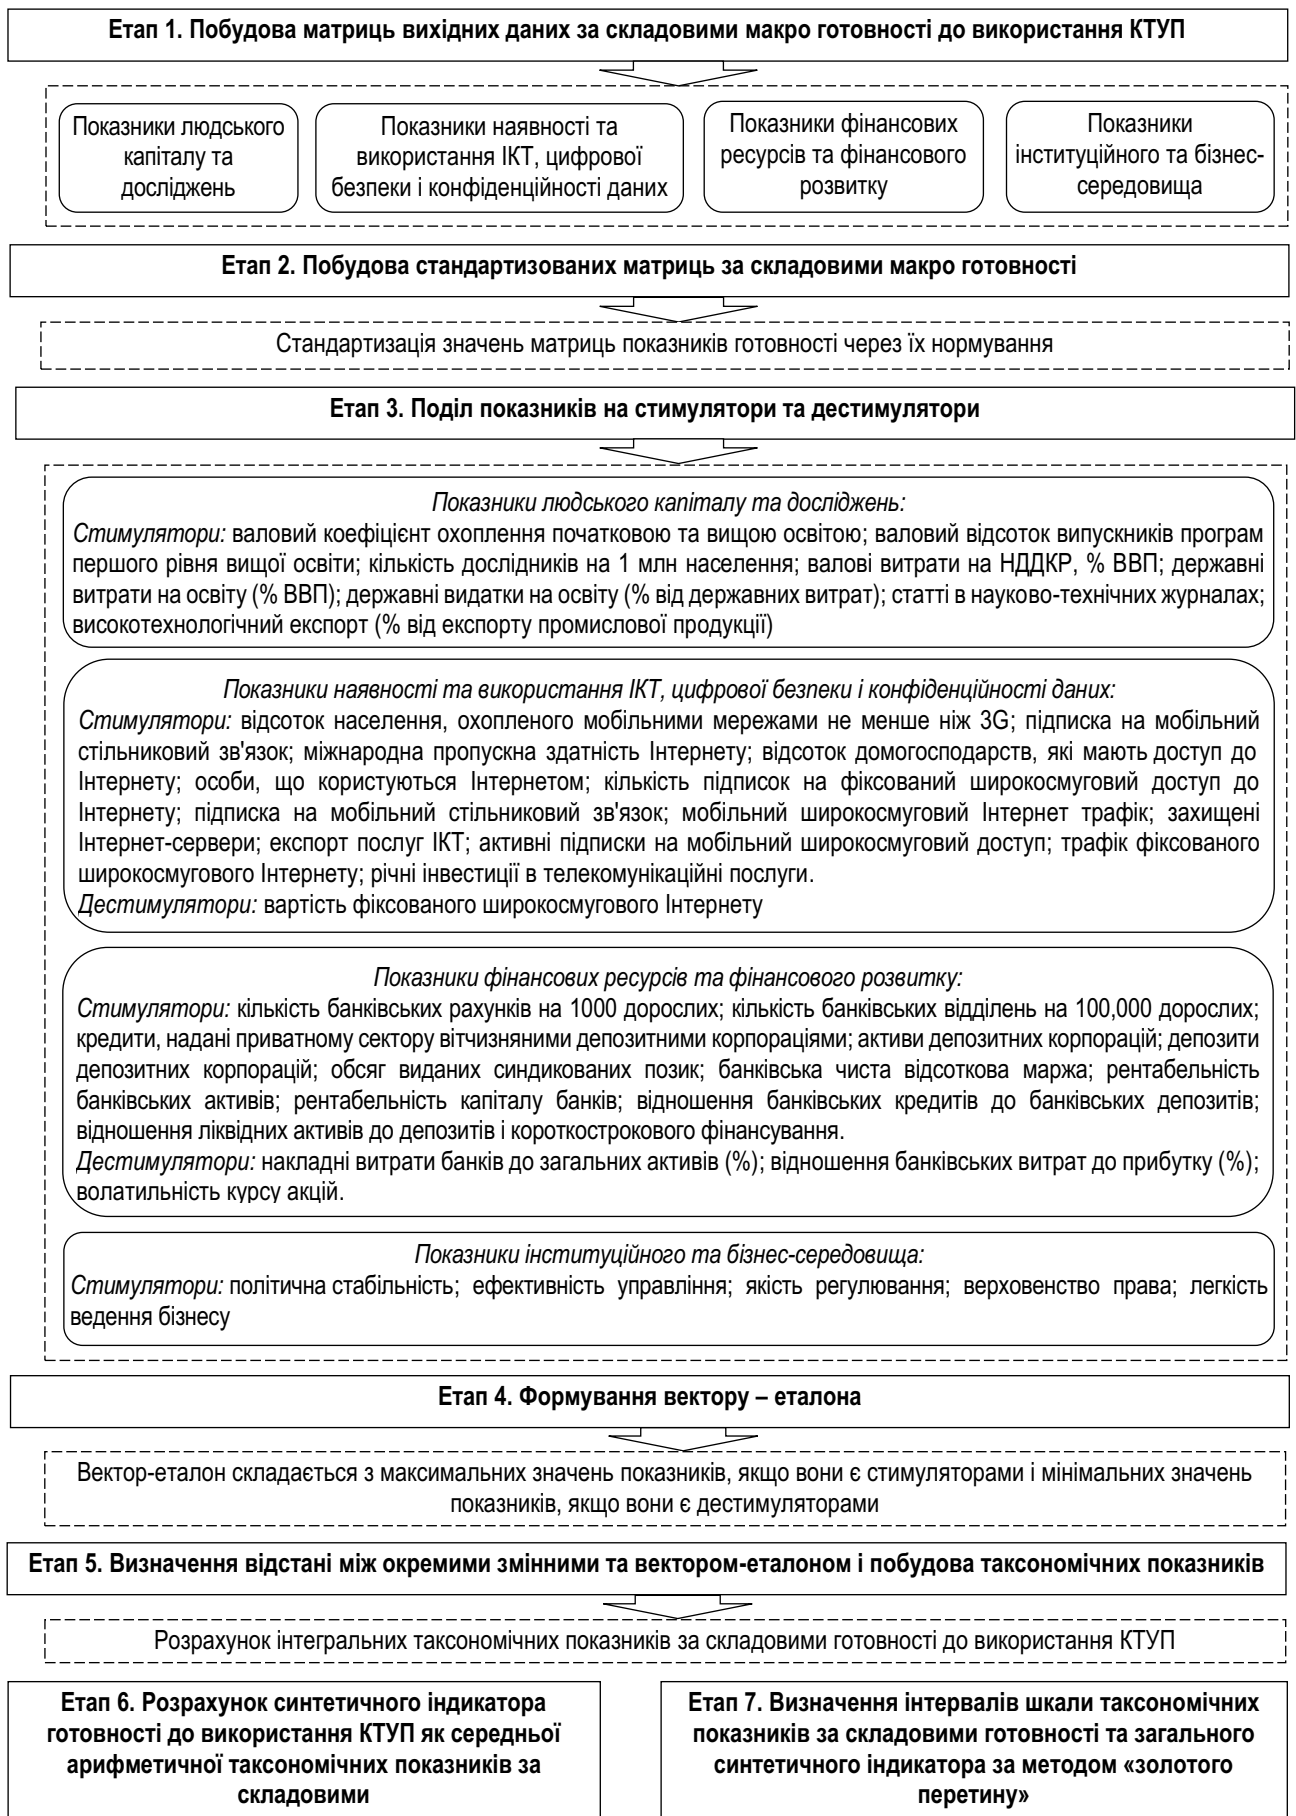 Етап 1. Побудова матриць вихідних даних за складовими макро готовності до використання КТУП
Показники людського
капіталу та
досліджень
Показники наявності та
використання ІКТ, цифрової
безпеки і конфіденційності даних
Показники фінансових
ресурсів та фінансового
розвитку
Показники
інституційного та бізнес-
середовища
Етап 2. Побудова стандартизованих матриць за складовими макро готовності
Стандартизація значень матриць показників готовності через їх нормування
Етап 3. Поділ показників на стимулятори та дестимулятори
Показники людського капіталу та досліджень:
Стимулятори: валовий коефіцієнт охоплення початковою та вищою освітою; валовий відсоток випускників програм
першого рівня вищої освіти; кількість дослідників на 1 млн населення; валові витрати на НДДКР, % ВВП; державні
витрати на освіту (% ВВП); державні видатки на освіту (% від державних витрат); статті в науково-технічних журналах;
високотехнологічний експорт (% від експорту промислової продукції)
Показники наявності та використання ІКТ, цифрової безпеки і конфіденційності даних:
Стимулятори: відсоток населення, охопленого мобільними мережами не менше ніж 3G; підписка на мобільний
стільниковий зв'язок; міжнародна пропускна здатність Інтернету; відсоток домогосподарств, які мають доступ до
Інтернету; особи, що користуються Інтернетом; кількість підписок на фіксований широкосмуговий доступ до
Інтернету; підписка на мобільний стільниковий зв'язок; мобільний широкосмуговий Інтернет трафік; захищені
Інтернет-сервери; експорт послуг ІКТ; активні підписки на мобільний широкосмуговий доступ; трафік фіксованого
широкосмугового Інтернету; річні інвестиції в телекомунікаційні послуги.
Дестимулятори: вартість фіксованого широкосмугового Інтернету
Показники фінансових ресурсів та фінансового розвитку:
Стимулятори: кількість банківських рахунків на 1000 дорослих; кількість банківських відділень на 100,000 дорослих;
кредити, надані приватному сектору вітчизняними депозитними корпораціями; активи депозитних корпорацій; депозити
депозитних корпорацій; обсяг виданих синдикованих позик; банківська чиста відсоткова маржа; рентабельність
банківських активів; рентабельність капіталу банків; відношення банківських кредитів до банківських депозитів;
відношення ліквідних активів до депозитів і короткострокового фінансування.
Дестимулятори: накладні витрати банків до загальних активів (%); відношення банківських витрат до прибутку (%);
волатильність курсу акцій.
Показники інституційного та бізнес-середовища:
Стимулятори: політична стабільність; ефективність управління; якість регулювання; верховенство права; легкість
ведення бізнесу
Етап 4. Формування вектору – еталона
Вектор-еталон складається з максимальних значень показників, якщо вони є стимуляторами і мінімальних значень
показників, якщо вони є дестимуляторами
Етап 5. Визначення відстані між окремими змінними та вектором-еталоном і побудова таксономічних показників
Розрахунок інтегральних таксономічних показників за складовими готовності до використання КТУП
Етап 6. Розрахунок синтетичного індикатора
готовності до використання КТУП як середньої
арифметичної таксономічних показників за
складовими
Етап 7. Визначення інтервалів шкали таксономічних
показників за складовими готовності та загального
синтетичного індикатора за методом «золотого
перетину»